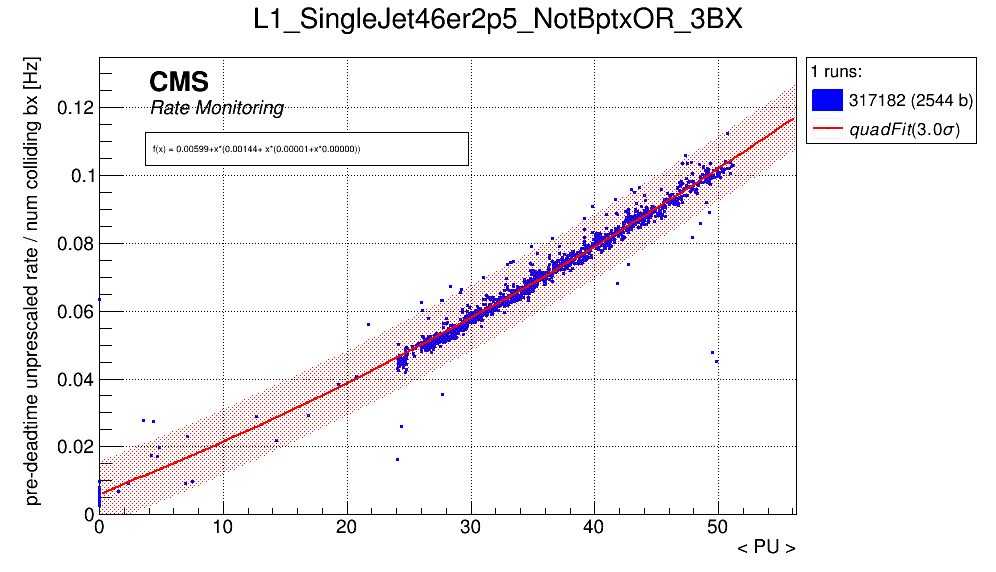 L1_SingleJet46er2p5_NotBptxOR_3BX
pre-deadtime unprescaled rate / num colliding bx [Hz]
CMS
Rate Monitoring
f(x) = 0.00599+x*(0.00144+ x*(0.00001+x*0.00000))
1 runs:
317182 (2544 b)
quadFit(3.0σ)
0.12
0.1
0.08
0.06
0.04
0.02
0
0 10 20 30 40 50
< PU >